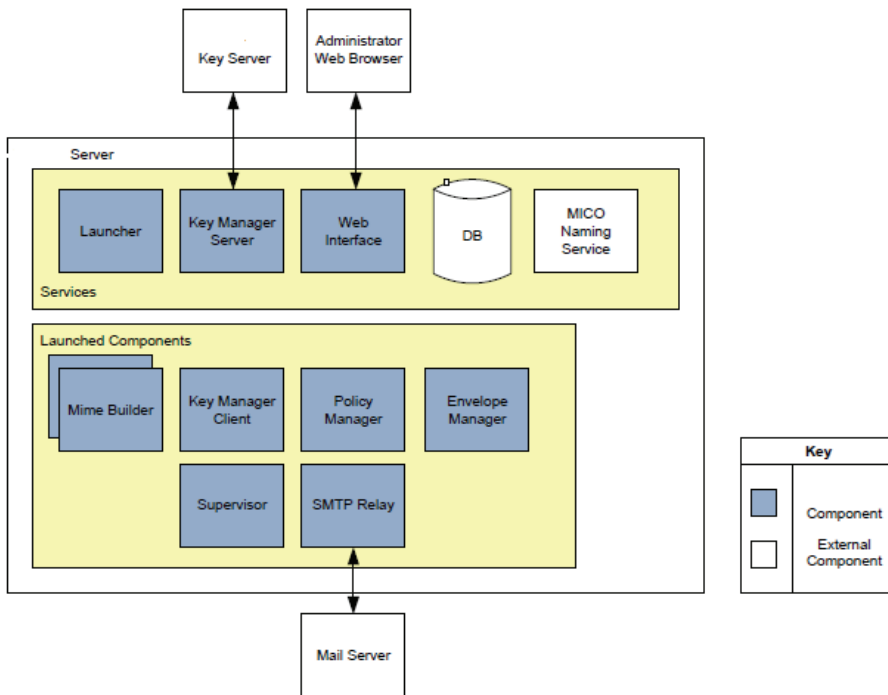 Key Server
Administrator
Web Browser
Server
Launcher
Key Manager
Server
Web
Interface
DB
MICO
Naming
Service
Services
Launched Components
Mime Builder
Key Manager
Client
Policy
Manager
Envelope
Manager
Supervisor
SMTP Relay
Mail Server
Key
Component
External
Component